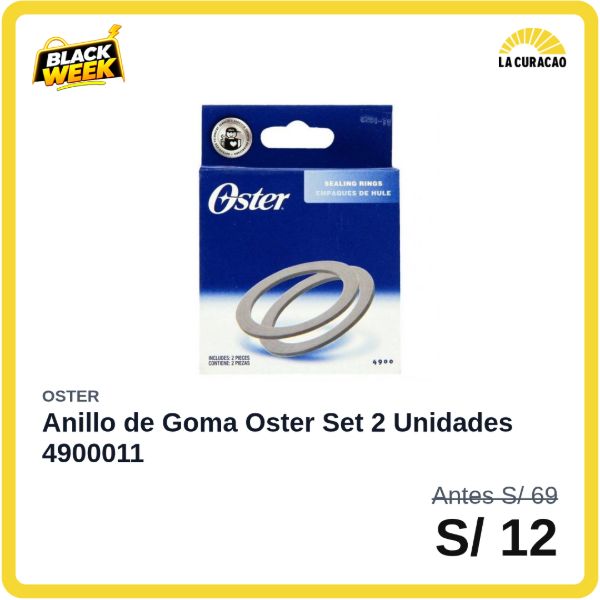 BLACK
WEEK
LA CURACAO
Oster
SEALING RINGS
EMPAQUES DE HULE
INCLUDES: 2 PIECES
CONTIENE: 2 PIEZAS
4900
OSTER
Anillo de Goma Oster Set 2 Unidades
4900011
Antes S/ 69
S/ 12